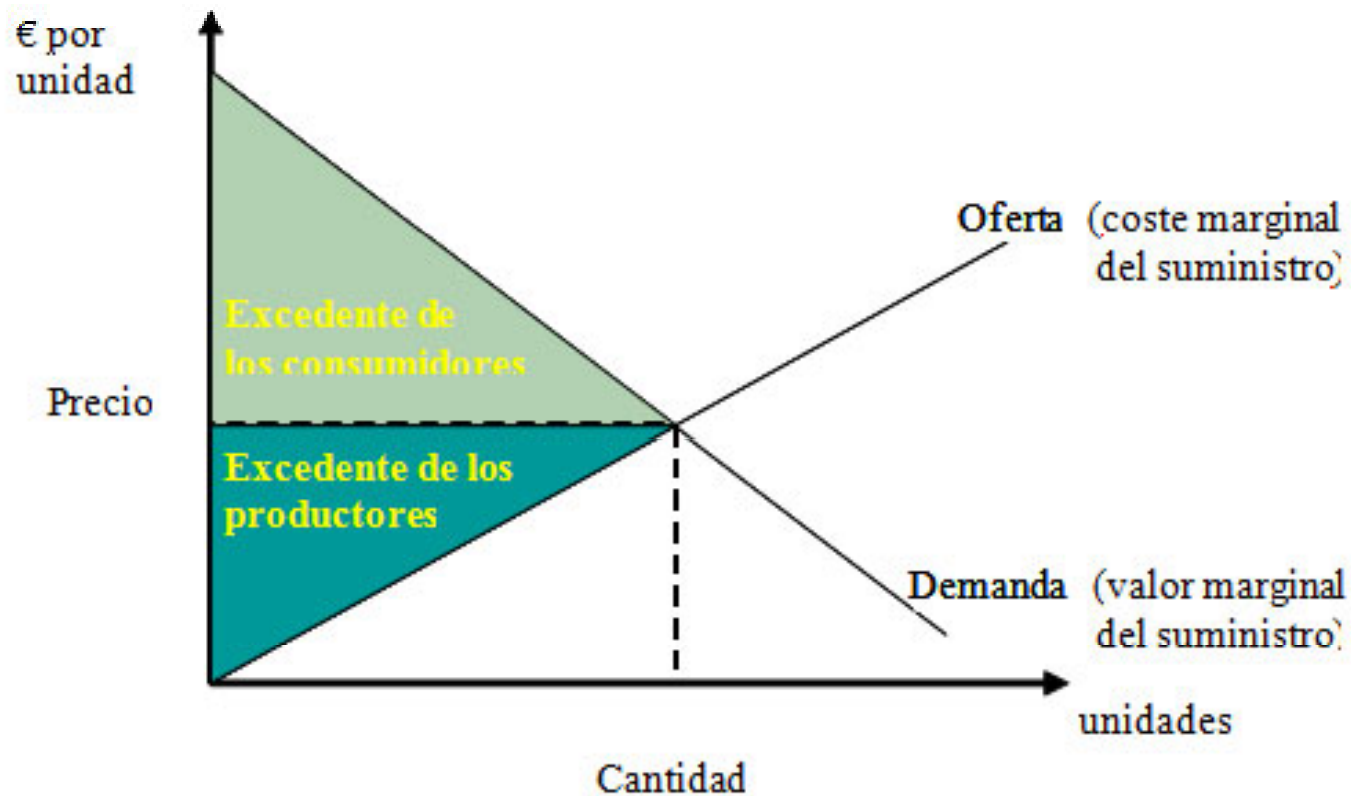 € por
unidad
Oferta (coste marginal
del suministro)
Excedente de
los consumidores
Precio
Excedente de los
productores
Demanda (valor marginal
del suministro)
unidades
Cantidad